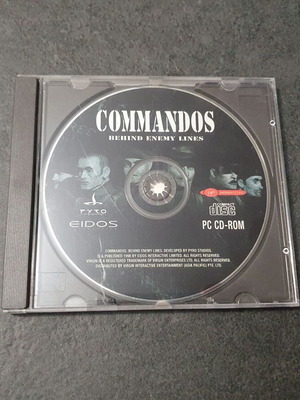 COMMANDOS
BEHIND ENEMY LINES
PYRO
EIDOS
COMPACT
disc
PC CD-ROM
COMMANDOS, BEHIND ENEMY LINES, DEVELOPED BY PYRO STUDIOS.
IS A PUBLISHED 1998 BY EIDOS INTERACTIVE LIMITED. ALL RIGHTS RESERVED.
VIRGIN IS A REGISTERED TRADEMARK OF VIRGIN ENTERPRISES LTD. ALL RIGHTS RESERVED.
DISTRIBUTED BY VIRGIN INTERACTIVE ENTERTAINMENT (ASIA PACIFIC) PTE. LTD.